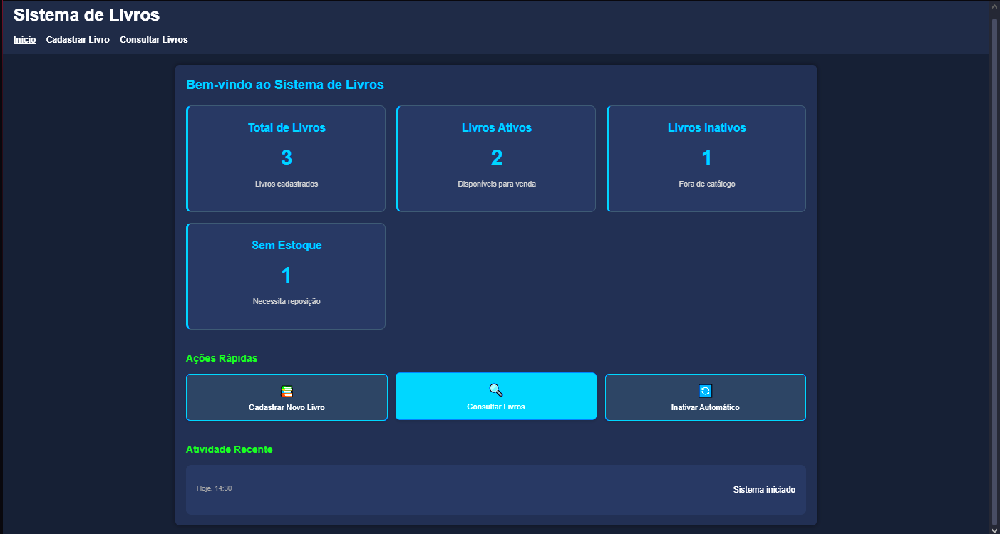 Sistema de Livros
Início Cadastrar Livro Consultar Livros
Bem-vindo ao Sistema de Livros
Total de Livros
3
Livros cadastrados
Livros Ativos
2
Disponíveis para venda
Livros Inativos
1
Fora de catálogo
Sem Estoque
1
Necessita reposição
Ações Rápidas
Cadastrar Novo Livro
Consultar Livros
Inativar Automático
Atividade Recente
Hoje, 14:30
Sistema iniciado